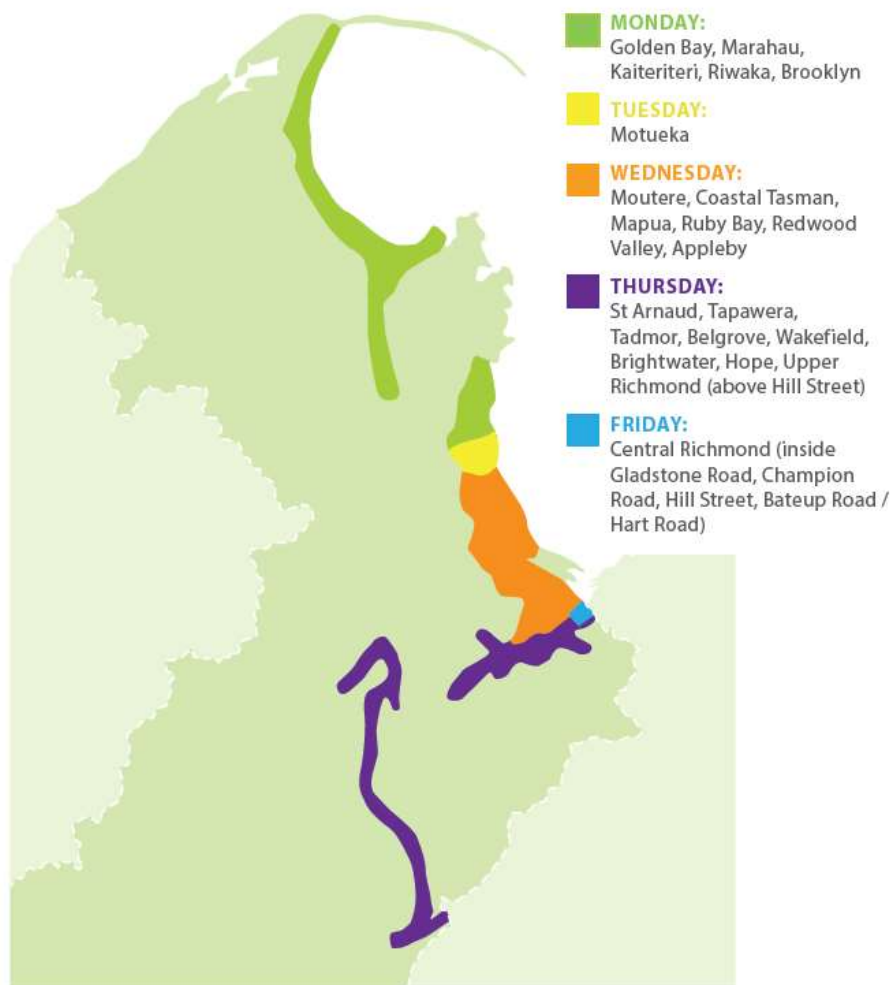 MONDAY:
Golden Bay, Marahau,
Kaiteriteri, Riwaka, Brooklyn
TUESDAY:
Motueka
WEDNESDAY:
Moutere, Coastal Tasman,
Mapua, Ruby Bay, Redwood
Valley, Appleby
THURSDAY:
St Arnaud, Tapawera,
Tadmor, Belgrove, Wakefield,
Brightwater, Hope, Upper
Richmond (above Hill Street)
FRIDAY:
Central Richmond (inside
Gladstone Road, Champion
Road, Hill Street, Bateup Road /
Hart Road)